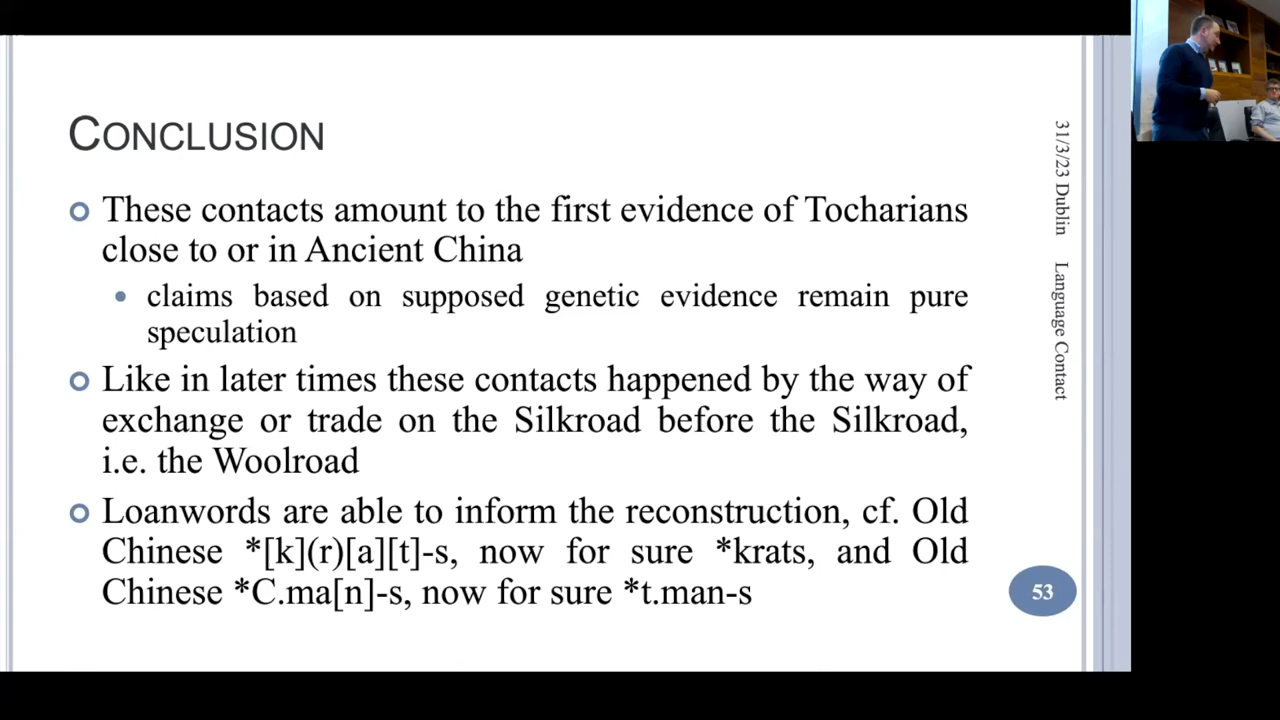 CONCLUSION
These contacts amount to the first evidence of Tocharians
close to or in Ancient China
claims based on supposed genetic evidence remain pure
speculation
Like in later times these contacts happened by the way of
exchange or trade on the Silkroad before the Silkroad,
i.e. the Woolroad
Loanwords are able to inform the reconstruction, cf. Old
Chinese *[k](r)[a][t]-s, now for sure *krats, and Old
Chinese *C.ma[n]-s, now for sure *t.man-s
31/3/23 Dublin Language Contact
53